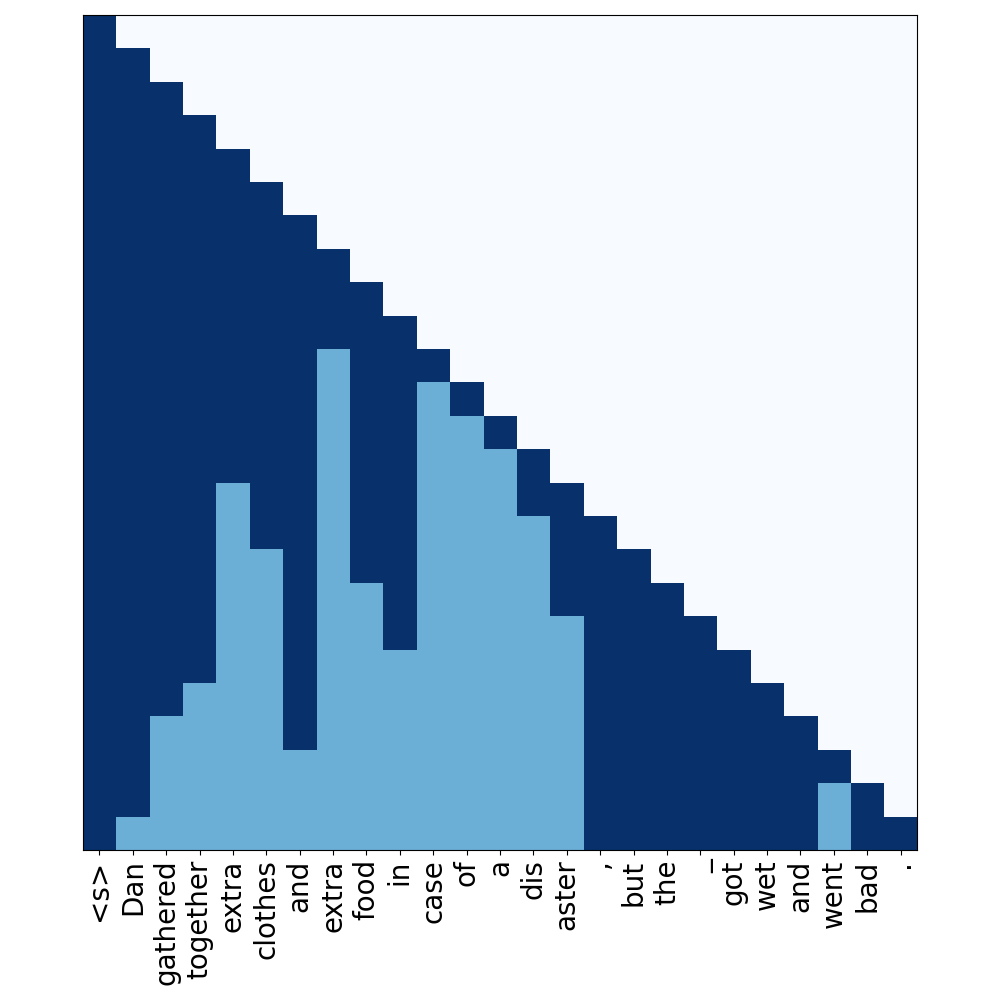 <s>
Dan
gathered
together
extra
clothes
and
extra
food
in
case
of
a
dis
aster
,
but
the
_
got
wet
and
went
bad
.